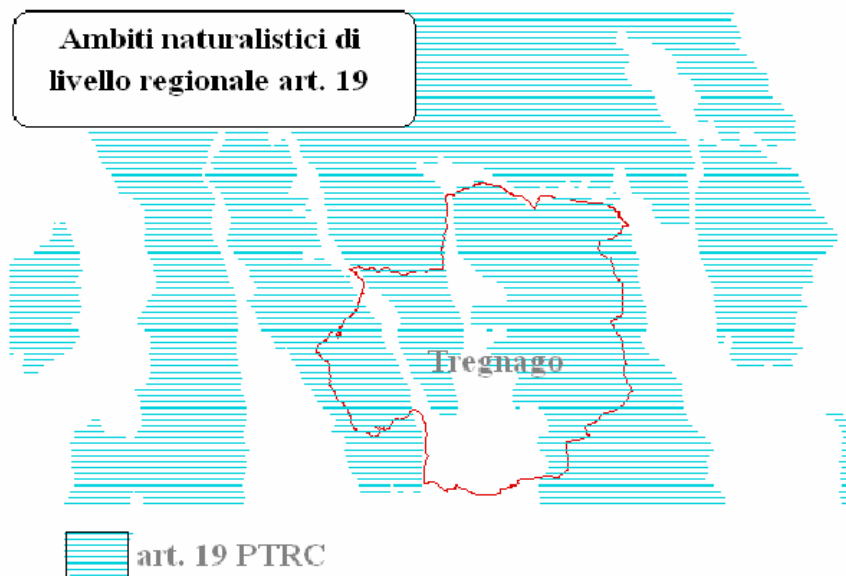 Ambiti naturalistici di
livello regionale art. 19
Tregnago
art. 19 PTRC